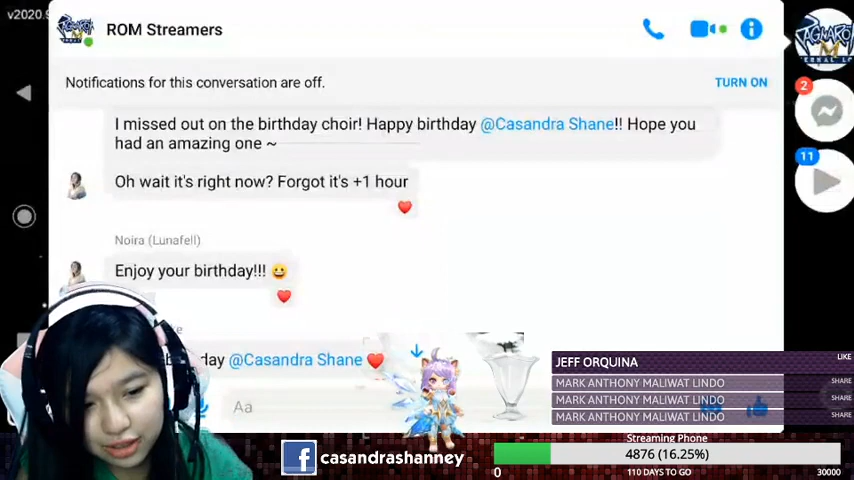 v2020.9
ROM Streamers
Notifications for this conversation are off.
TURN ON
2
I missed out on the birthday choir! Happy birthday @Casandra Shane!! Hope you
had an amazing one ~
11
Oh wait it's right now? Forgot it's +1 hour
Noira (Lunafell)
Enjoy your birthday!!!
@Casandra Shane
Aa
JEFF ORQUINA
LIKE
MARK ANTHONY MALIWAT LINDO
SHARE
MARK ANTHONY MALIWAT LINDO
SHARE
MARK ANTHONY MALIWAT LINDO
SHARE
f casandrashanney
Streaming Phone
4876 (16.25%)
0
110 DAYS TO GO
30000